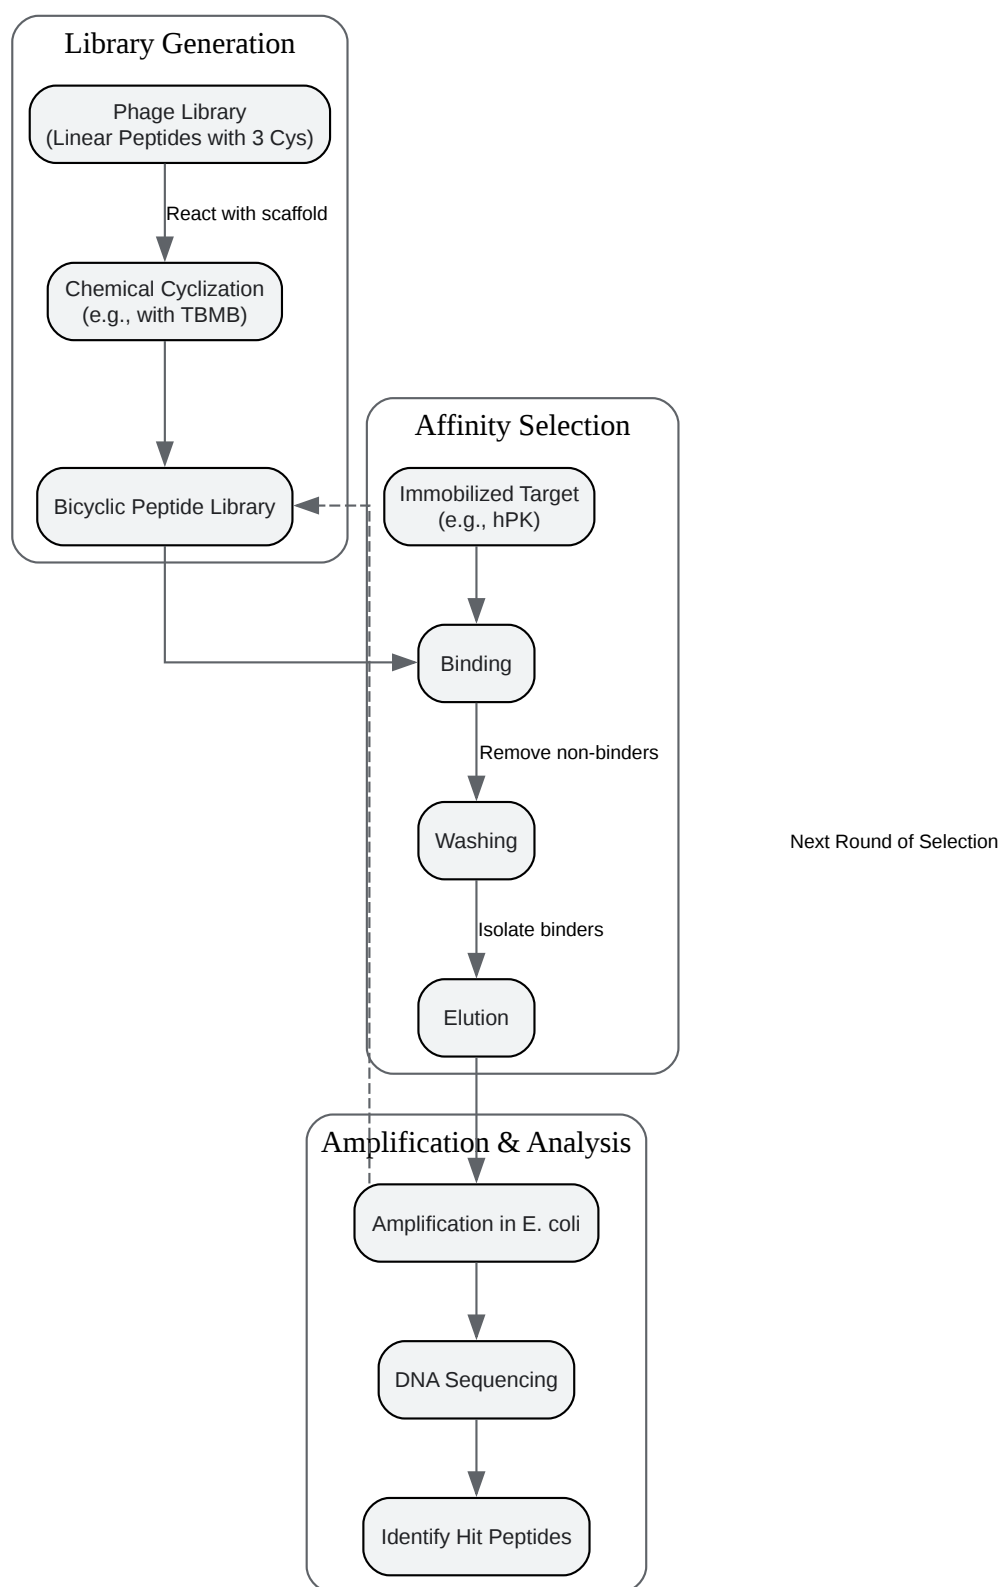 Library Generation
Phage Library
(Linear Peptides with 3 Cys)
React with scaffold
Chemical Cyclization
(e.g., with TBMB)
Bicyclic Peptide Library
Affinity Selection
Immobilized Target
(e.g., hPK)
Binding
Remove non-binders
Washing
Next Round of Selection
Isolate binders
Elution
Amplification & Analysis
Amplification in E. coli
DNA Sequencing
Identify Hit Peptides